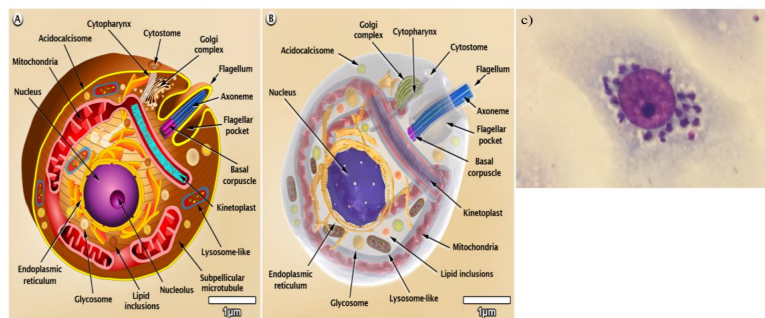 A
Cytopharynx
Cytostome
Golgi
complex
Acidocalcisome
Flagellum
Mitochondria
Axoneme
Nucleus
Flagellar
pocket
Basal
corpuscle
Kinetoplast
Lysosome-like
Endoplasmic
reticulum
Subpellicular
microtubule
Glycosome
Lipid
inclusions
Nucleolus
1µm
B
Golgi
complex
Cytopharynx
Cytostome
Acidocalcisome
Flagellum
Nucleus
Axoneme
Flagellar
pocket
Basal
corpuscle
Kinetoplast
Mitochondria
Endoplasmic
reticulum
Lipid inclusions
Glycosome
Lysosome-like
1µm
c)